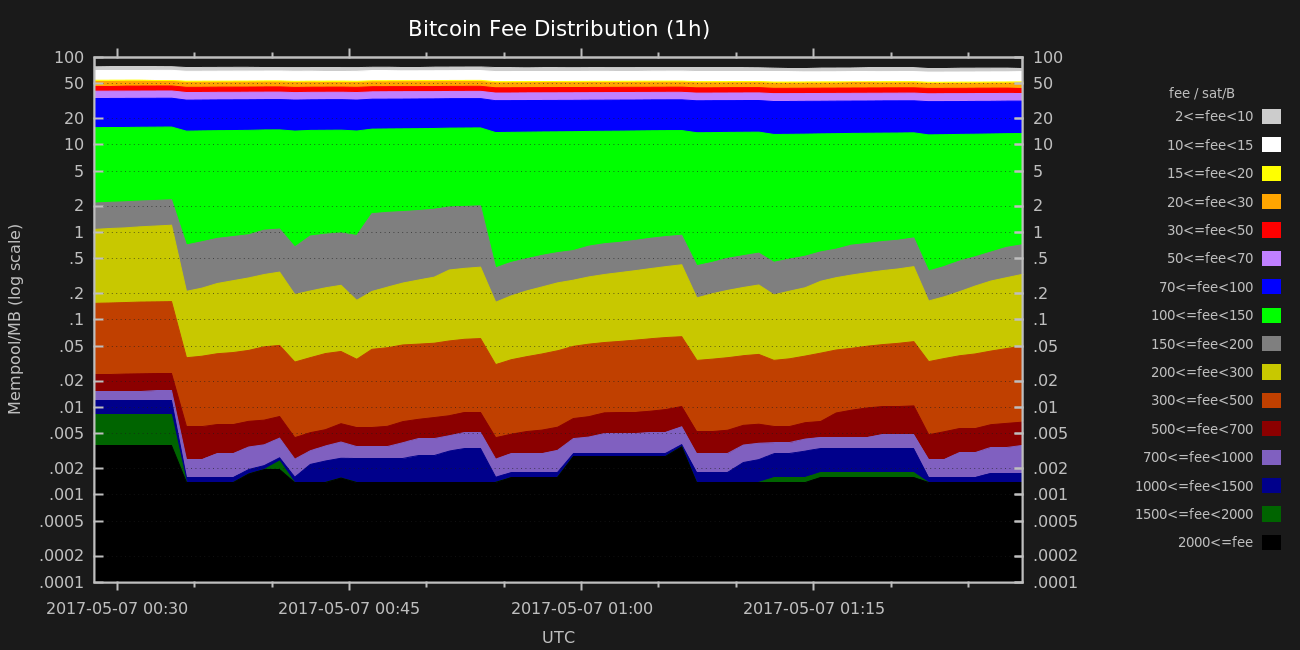 Bitcoin Fee Distribution (1h)
Mempool/MB (log scale)
100
50
20
10
5
2
1
.5
.2
.1
.05
.02
.01
.005
.002
.001
.0005
.0002
.0001
100
50
20
10
5
2
1
.5
.2
.1
.05
.02
.01
.005
.002
.001
.0005
.0002
.0001
2017-05-07 00:30 2017-05-07 00:45 2017-05-07 01:00 2017-05-07 01:15
UTC
fee / sat/B
2<=fee<10
10<=fee<15
15<=fee<20
20<=fee<30
30<=fee<50
50<=fee<70
70<=fee<100
100<=fee<150
150<=fee<200
200<=fee<300
300<=fee<500
500<=fee<700
700<=fee<1000
1000<=fee<1500
1500<=fee<2000
2000<=fee